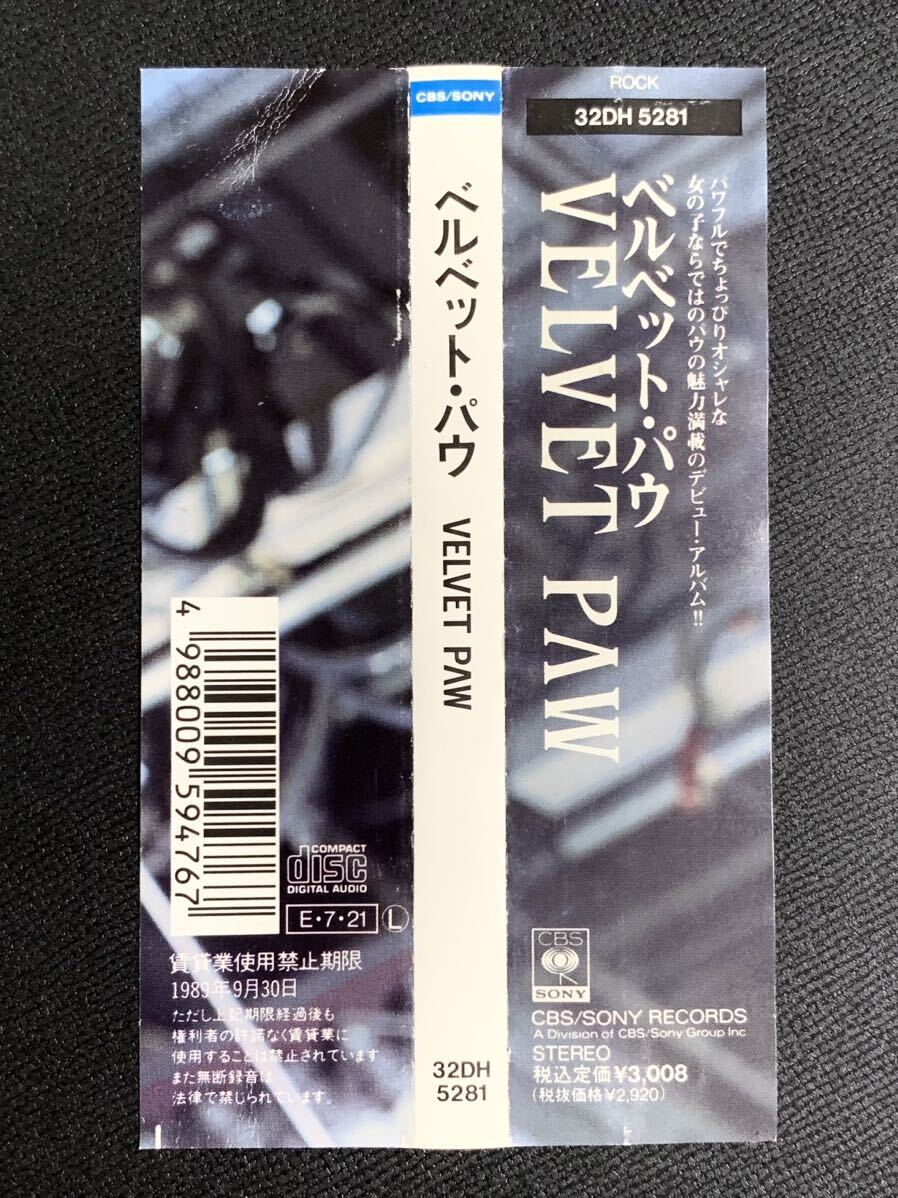 ROCK
32DH 5281
パワフルでちょっぴりオシャレな
女の子ならではのパウの魅力満載のデビュー・アルバム!!
ベルベット・パウ
VELVET PAW
CBS
SONY
CBS/SONY RECORDS
A Division of CBS/Sony Group Inc
STEREO
税込定価¥3,008
(税抜価格¥2,920)
CBS/SONY
ベルベット・パウ VELVET PAW
32DH
5281
4 988009 594767
COMPACT
disc
DIGITAL AUDIO
E・7・21 L
賃貸業使用禁止期限
1989年9月30日
ただし上記期限経過後も
権利者の許諾なく賃貸業に
使用することは禁止されています
また無断録音は
法律で禁じられています。